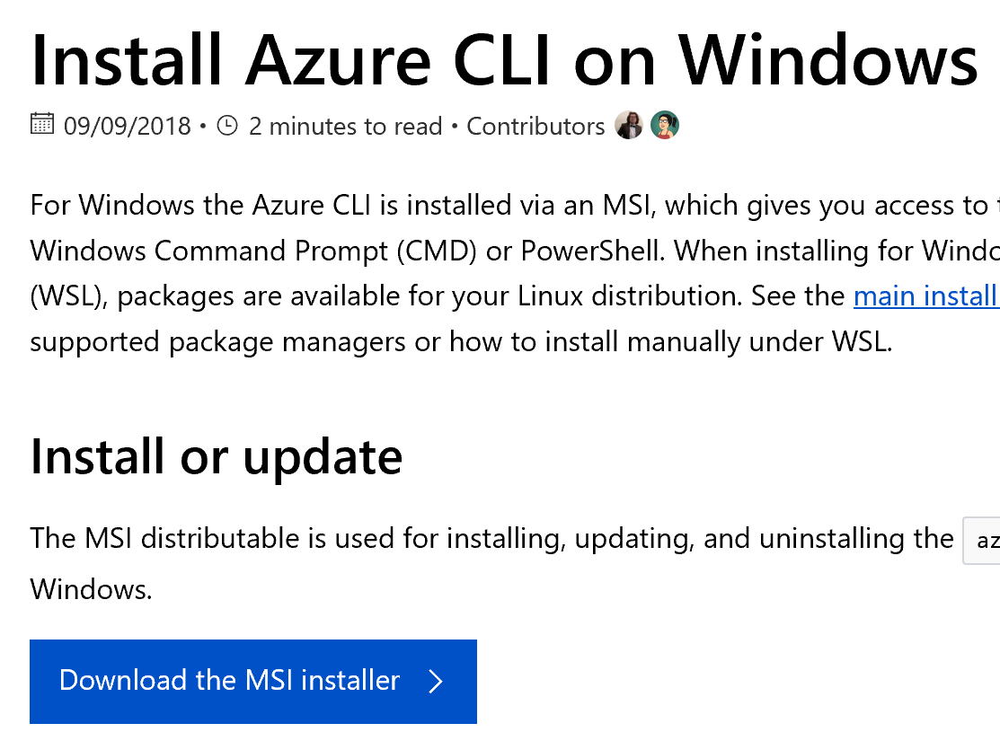 Install Azure CLI on Windows
09/09/2018 • 2 minutes to read • Contributors
For Windows the Azure CLI is installed via an MSI, which gives you access to
Windows Command Prompt (CMD) or PowerShell. When installing for Windo
(WSL), packages are available for your Linux distribution. See the main install
supported package managers or how to install manually under WSL.
Install or update
The MSI distributable is used for installing, updating, and uninstalling the az
Windows.
Download the MSI installer